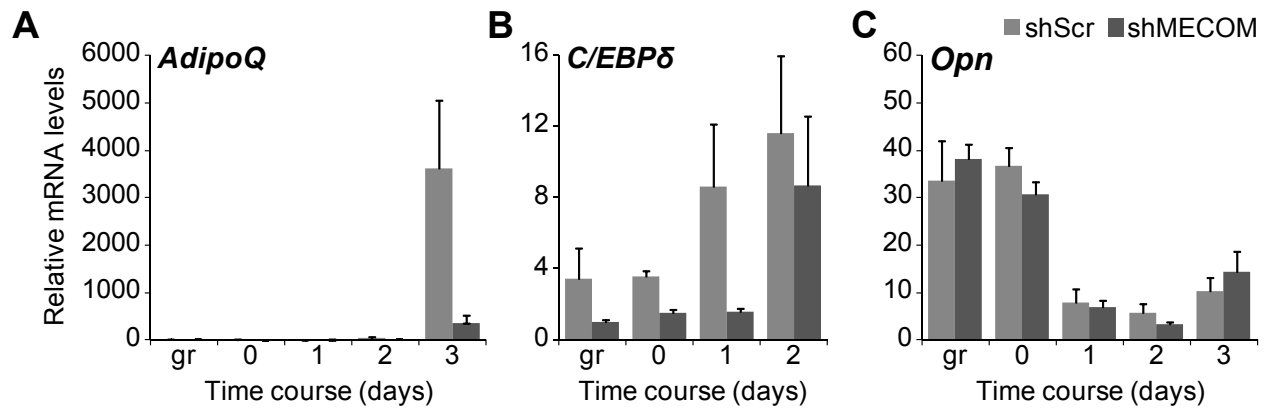 A
B
C
shScr
shMECOM
AdipoQ
C/EBPδ
Opn
Relative mRNA levels
6000
5000
4000
3000
2000
1000
0
gr 0 1 2 3
Time course (days)
16
12
8
4
0
gr 0 1 2
Time course (days)
60
50
40
30
20
10
0
gr 0 1 2 3
Time course (days)